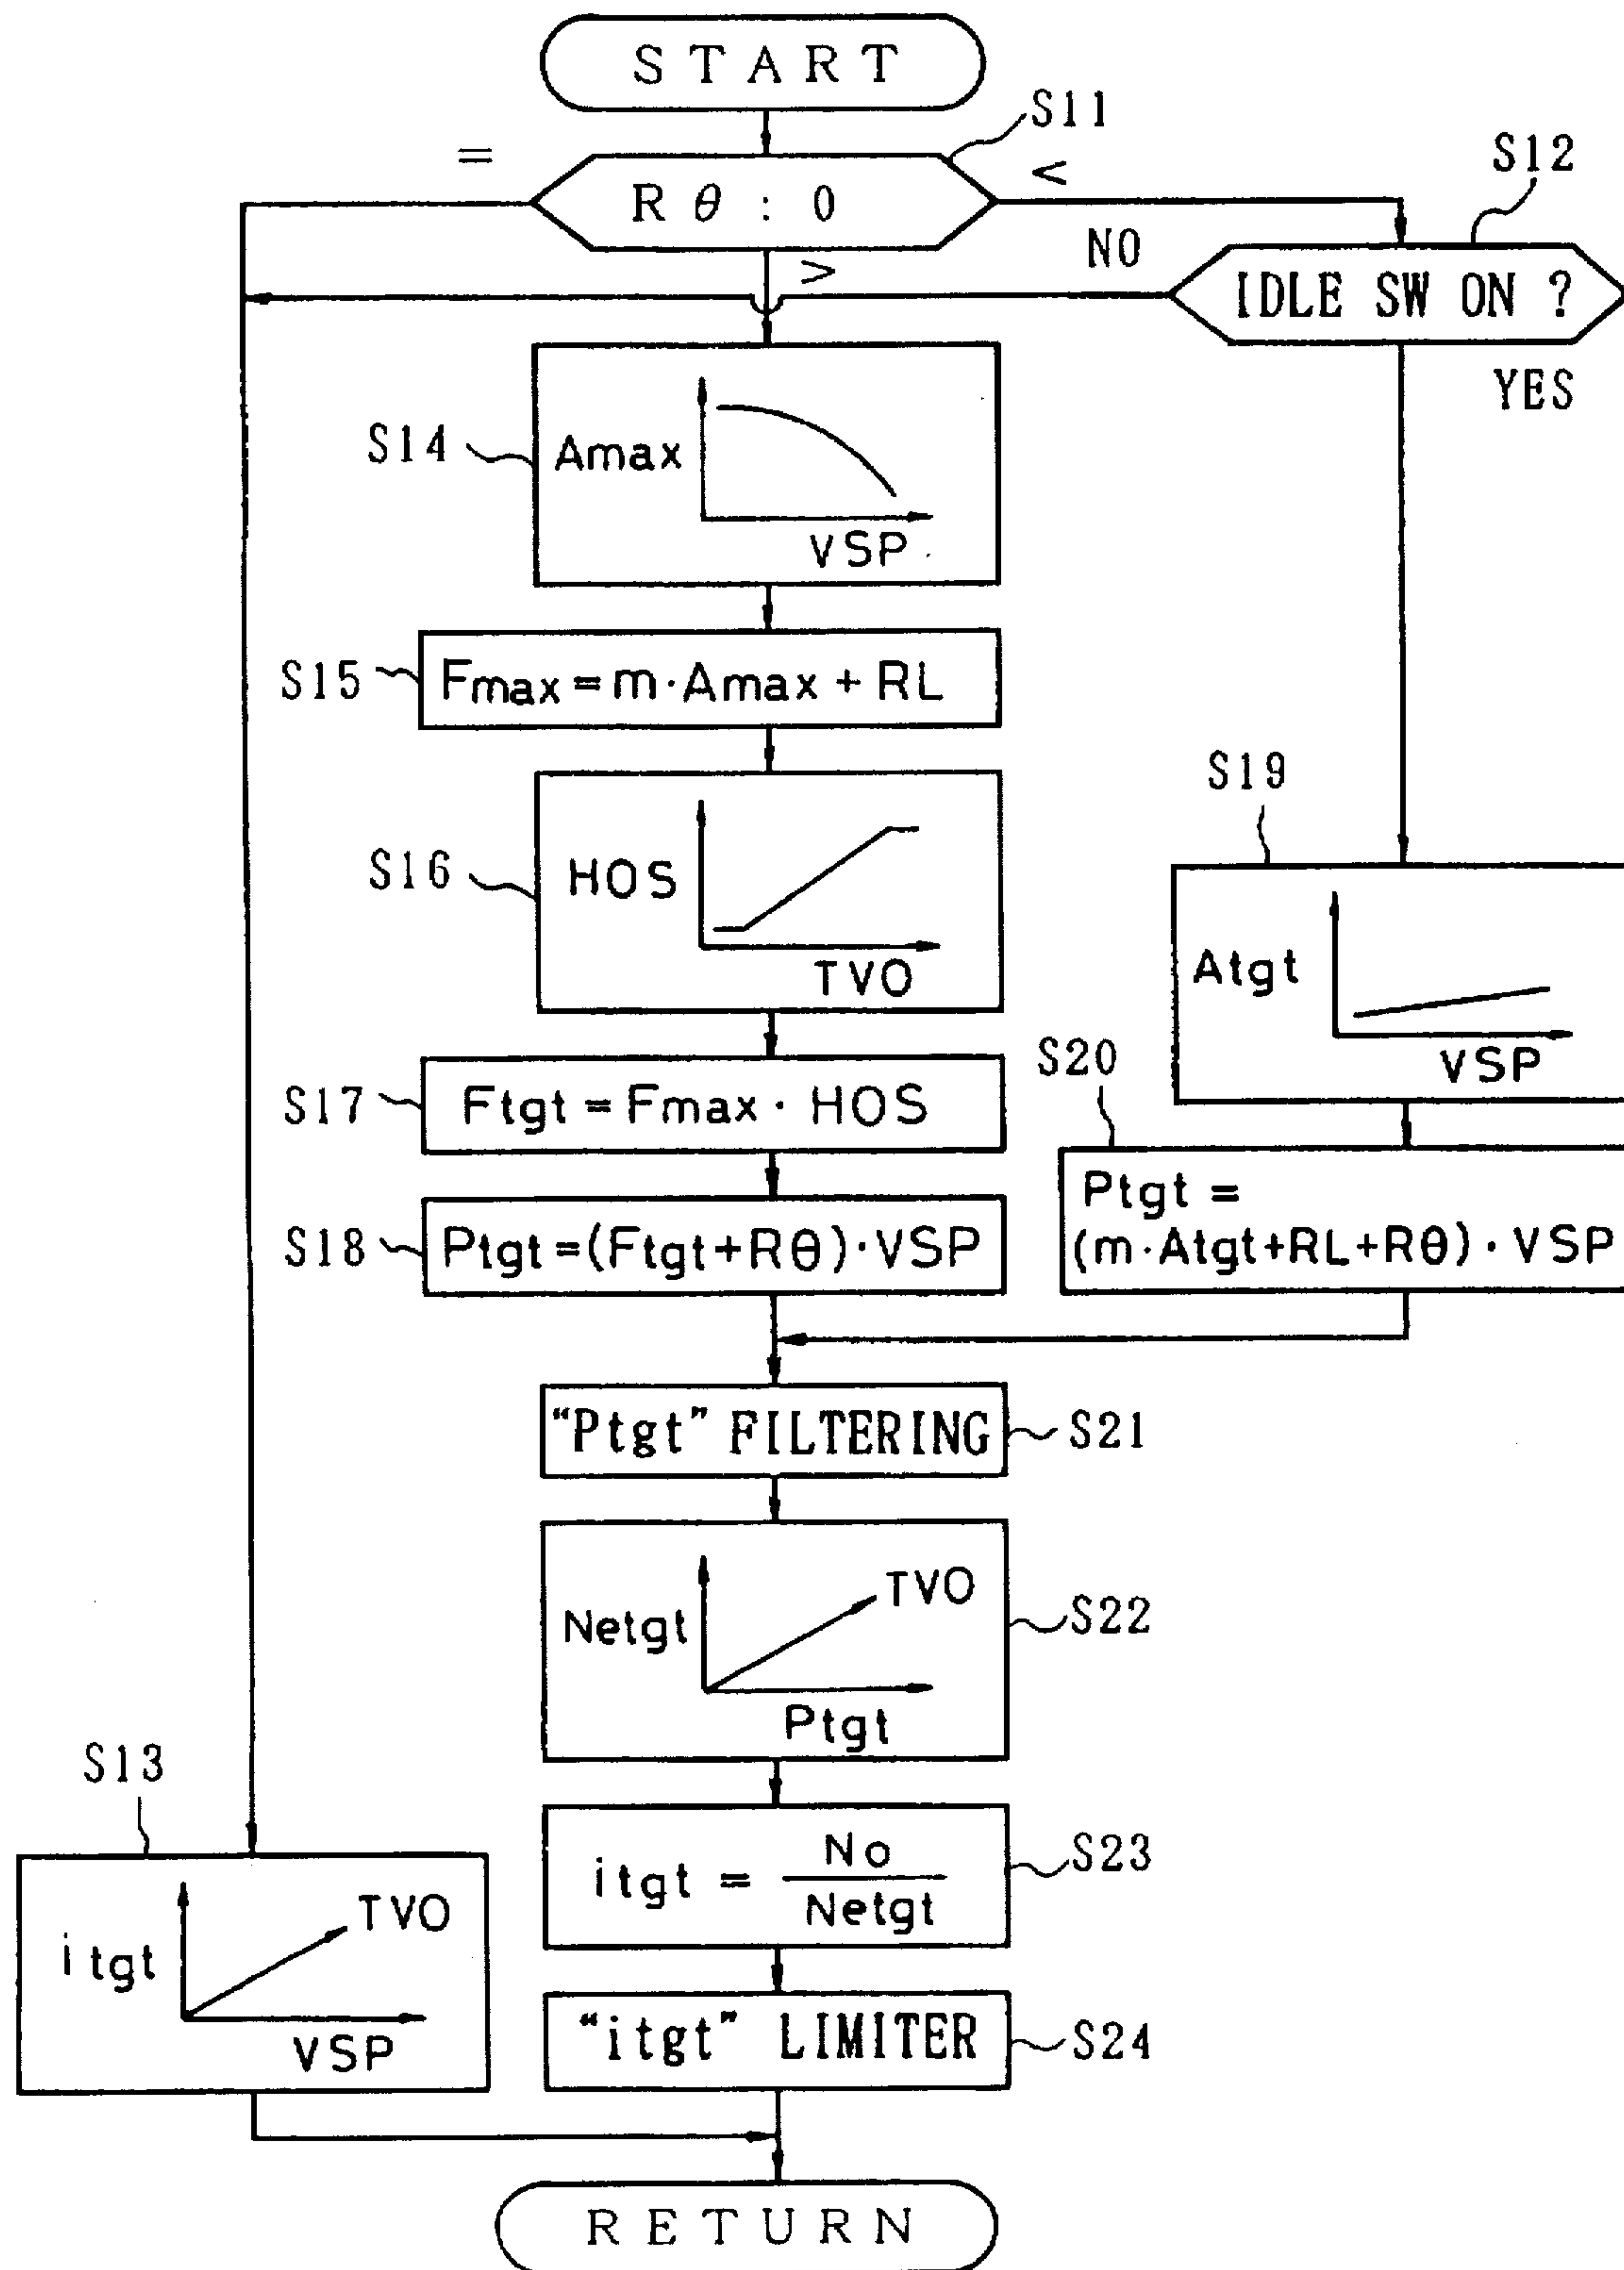 START
S11
=
<
S12
Rθ : 0
>
NO
IDLE SW ON ?
YES
S14
Amax
VSP
S15
Fmax = m·Amax + RL
S16
HOS
TVO
S19
Atgt
VSP
S17
Ftgt = Fmax · HOS
S20
Ptgt =
(m·Atgt+RL+Rθ)·VSP
S18
Ptgt=(Ftgt+Rθ)·VSP
“Ptgt” FILTERING
S21
Netgt
TVO
Ptgt
S22
S13
itgt
TVO
VSP
itgt = No
Netgt
S23
“itgt” LIMITER
S24
RETURN